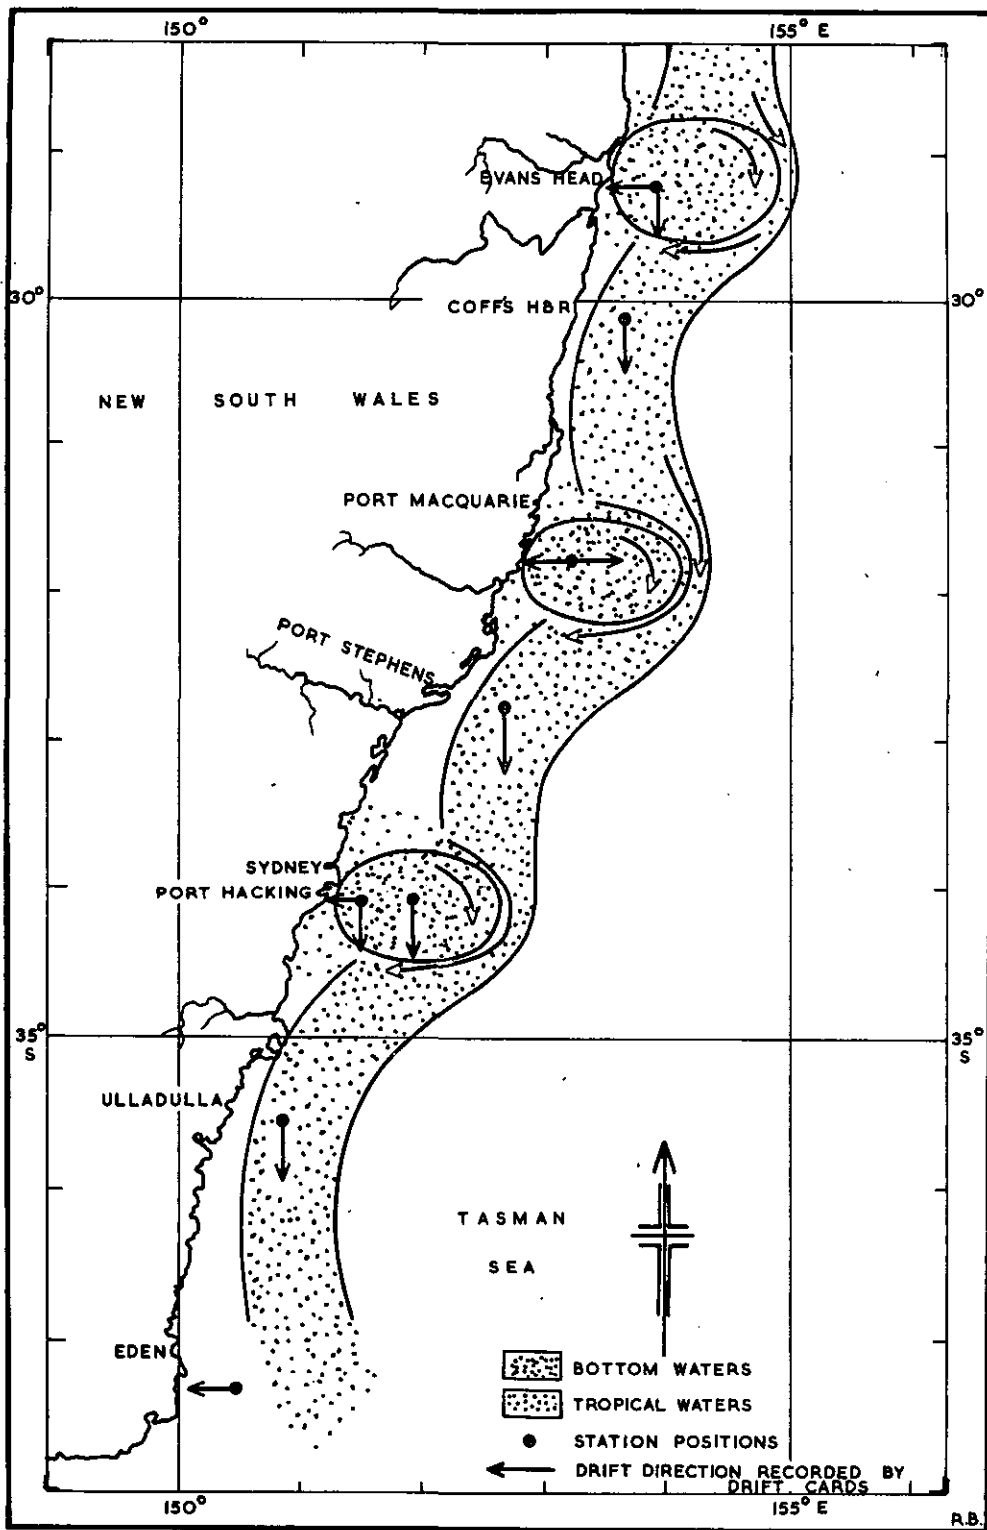 150°
155° E
EVANS HEAD
30°
30°
COFFS HBR
NEW SOUTH WALES
PORT MACQUARIE
PORT STEPHENS
SYDNEY
PORT HACKING
35°
S
35°
S
ULLADULLA
TASMAN
SEA
EDEN
BOTTOM WATERS
TROPICAL WATERS
STATION POSITIONS
DRIFT DIRECTION RECORDED BY
DRIFT CARDS
150°
155° E
R.B.